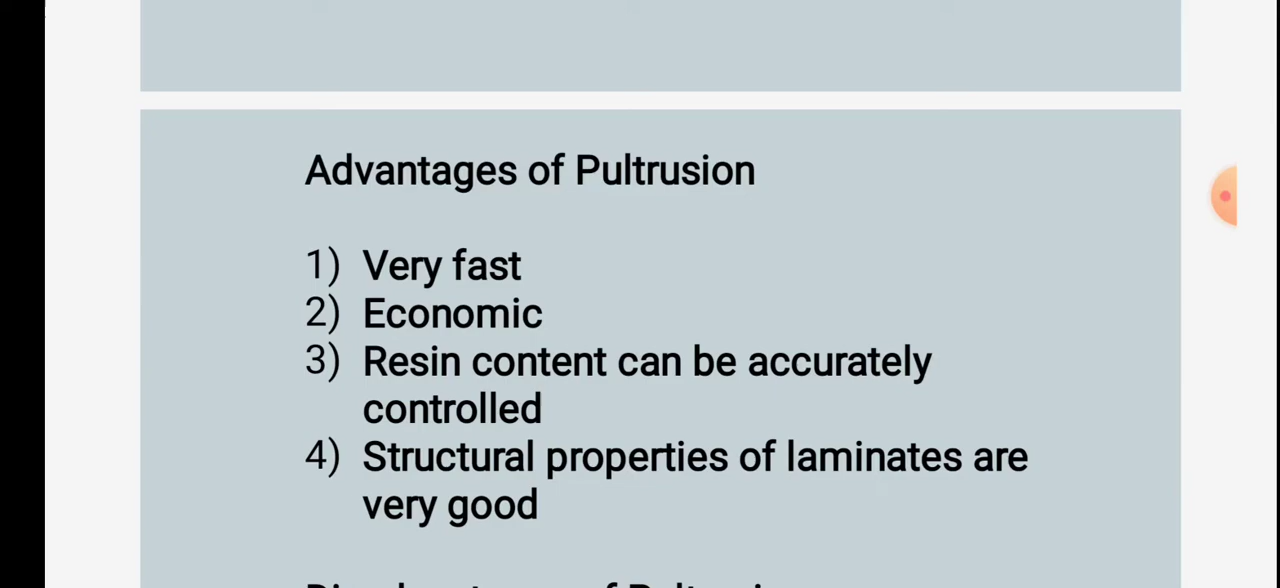 Advantages of Pultrusion
1) Very fast
2) Economic
3) Resin content can be accurately
controlled
4) Structural properties of laminates are
very good